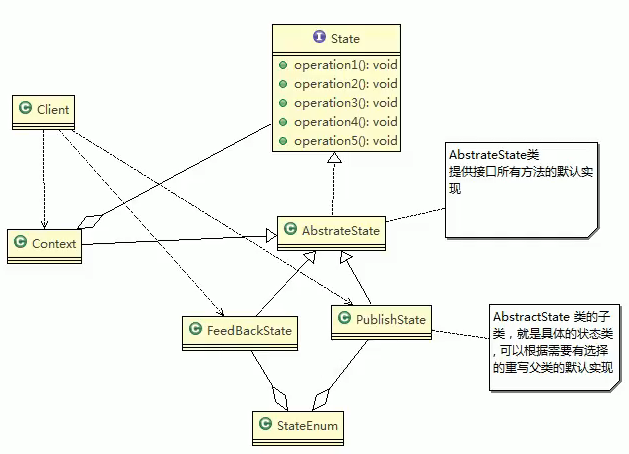 State
operation1(): void
operation2(): void
operation3(): void
operation4(): void
operation5(): void
Client
AbstrateState类
提供接口所有方法的默认实
现
AbstrateState
Context
FeedBackState
PublishState
AbstractState 类的子
类，就是具体的状态类
，可以根据需要有选择
的重写父类的默认实现
StateEnum